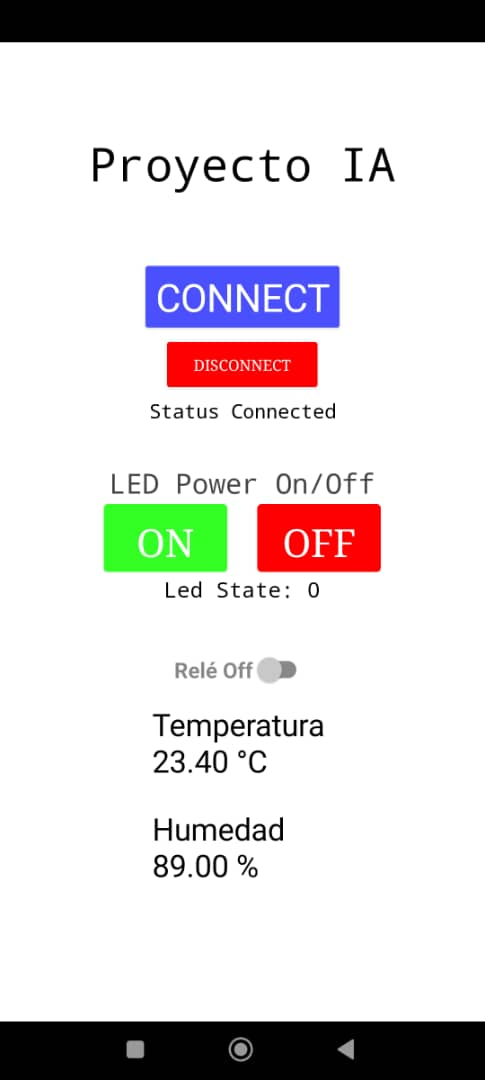 Proyecto IA
CONNECT
DISCONNECT
Status Connected
LED Power On/Off
ON OFF
Led State: 0
Relé Off
Temperatura
23.40 °C
Humedad
89.00 %